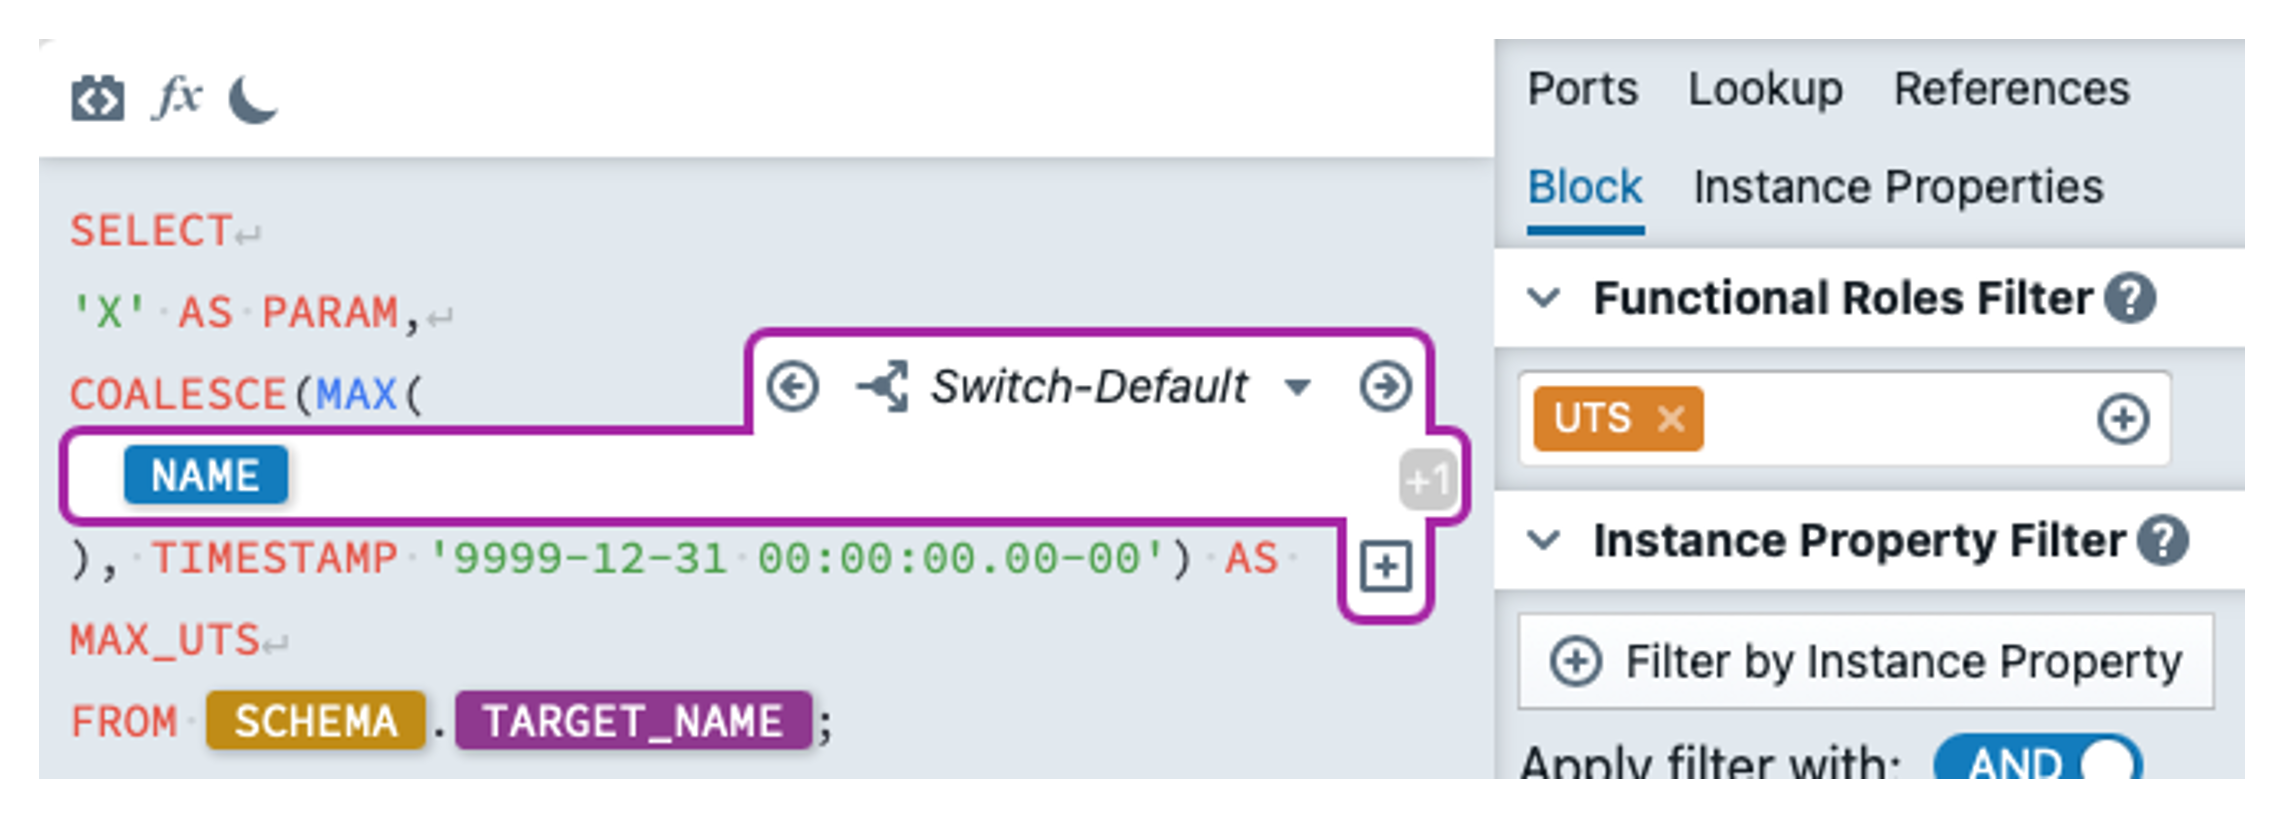 fx
SELECT↵
'X' AS PARAM,↵
COALESCE(MAX(
Switch-Default
NAME
+1
), TIMESTAMP '9999-12-31 00:00:00.00-00') AS
MAX_UTS↵
FROM SCHEMA.TARGET_NAME;
Ports Lookup References
Block Instance Properties
Functional Roles Filter ?
UTS ×
Instance Property Filter ?
Filter by Instance Property
Apply filter with: AND